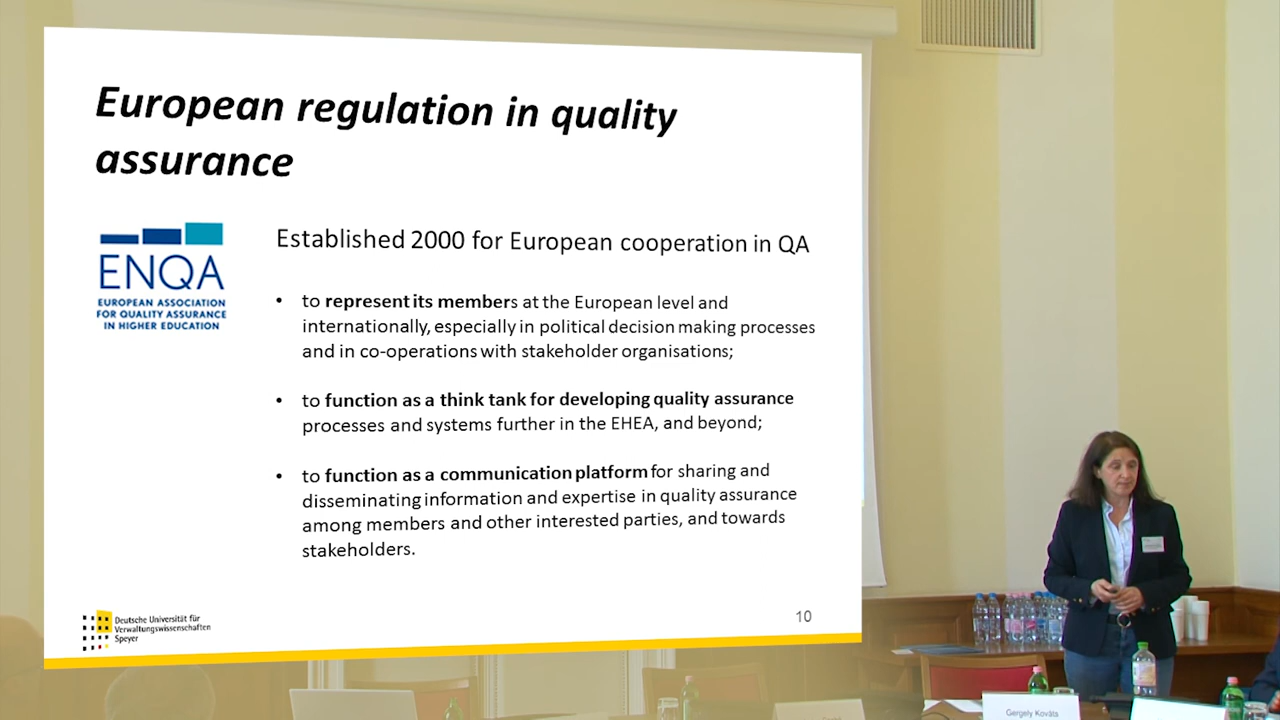 European regulation in quality
assurance
ENQA
EUROPEAN ASSOCIATION
FOR QUALITY ASSURANCE
IN HIGHER EDUCATION
Established 2000 for European cooperation in QA
• to represent its members at the European level and
internationally, especially in political decision making processes
and in co-operations with stakeholder organisations;
• to function as a think tank for developing quality assurance
processes and systems further in the EHEA, and beyond;
• to function as a communication platform for sharing and
disseminating information and expertise in quality assurance
among members and other interested parties, and towards
stakeholders.
Deutsche Universität für
Verwaltungswissenschaften
Speyer
10
Gergely Kováts